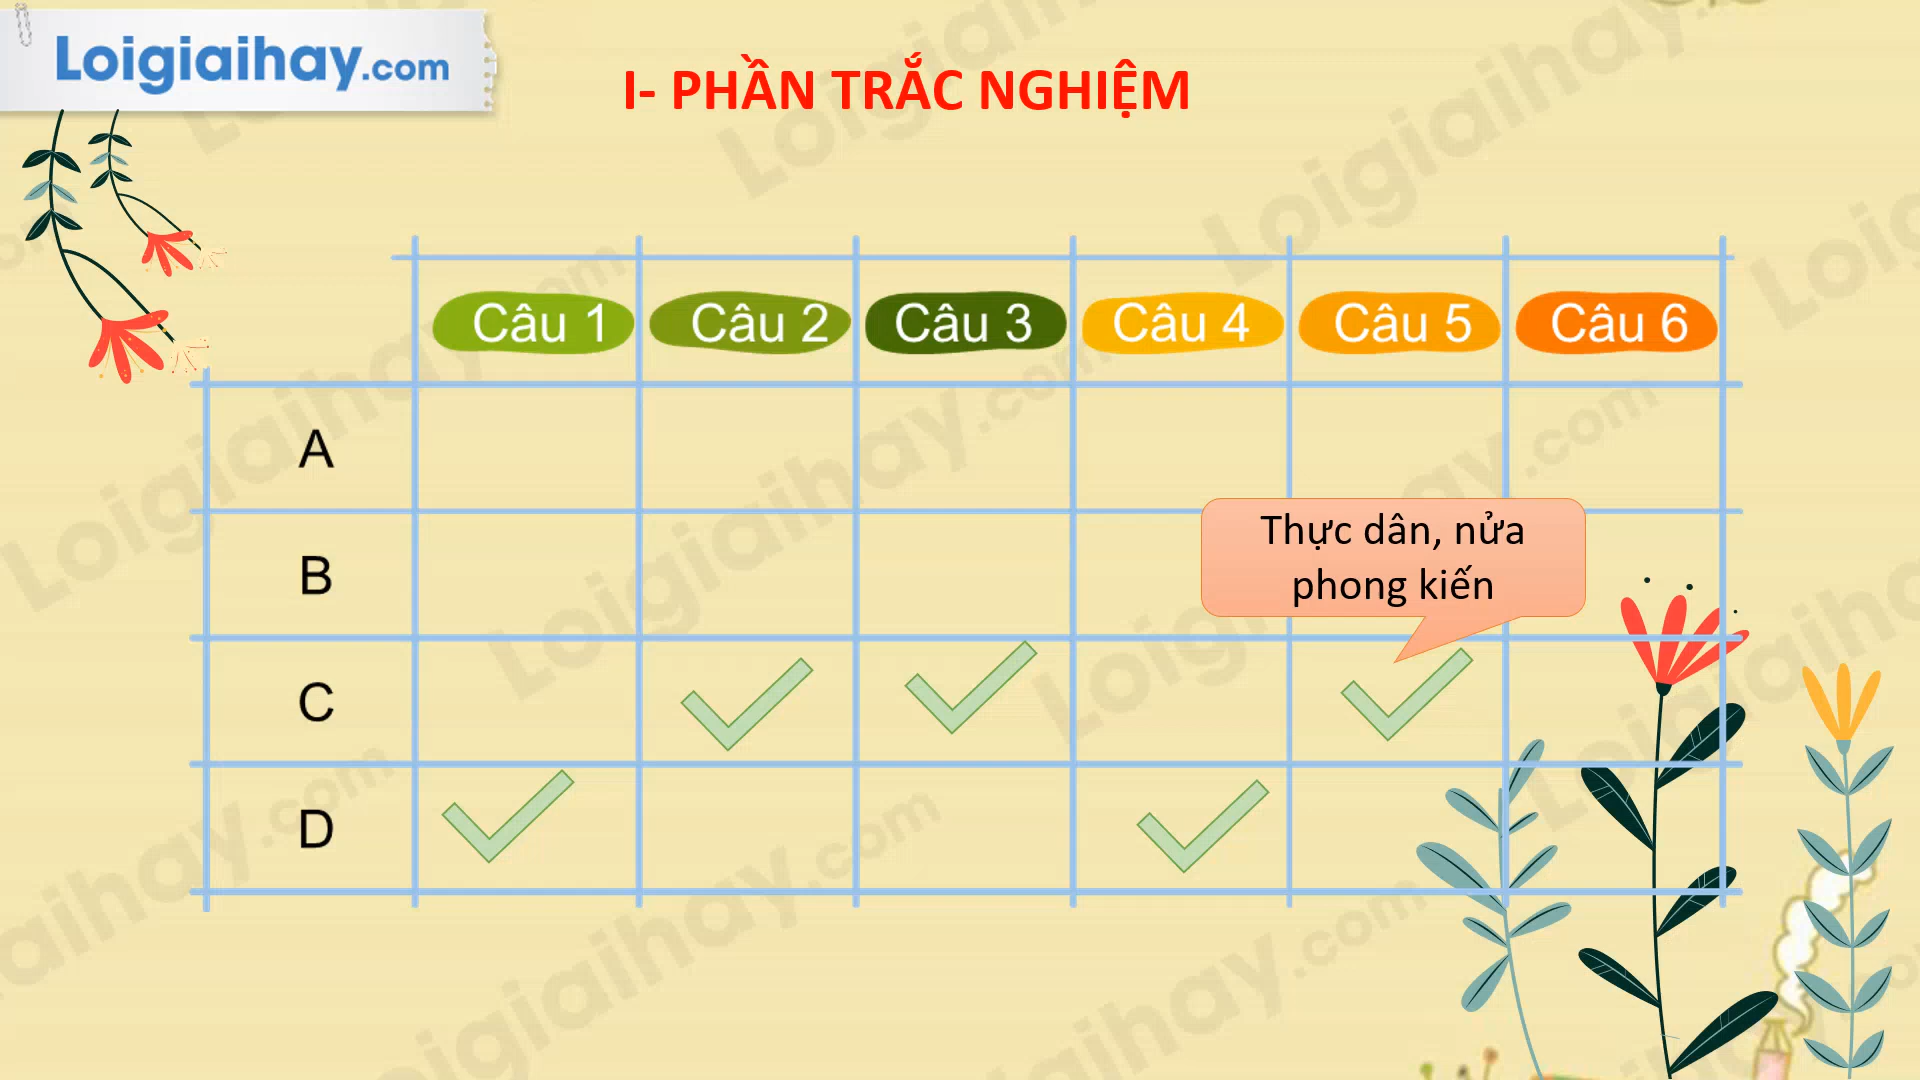 Loigiaihay.com
I- PHẦN TRẮC NGHIỆM
Câu 1 Câu 2 Câu 3 Câu 4 Câu 5 Câu 6
A
Thực dân, nửa
phong kiến
B
C
D